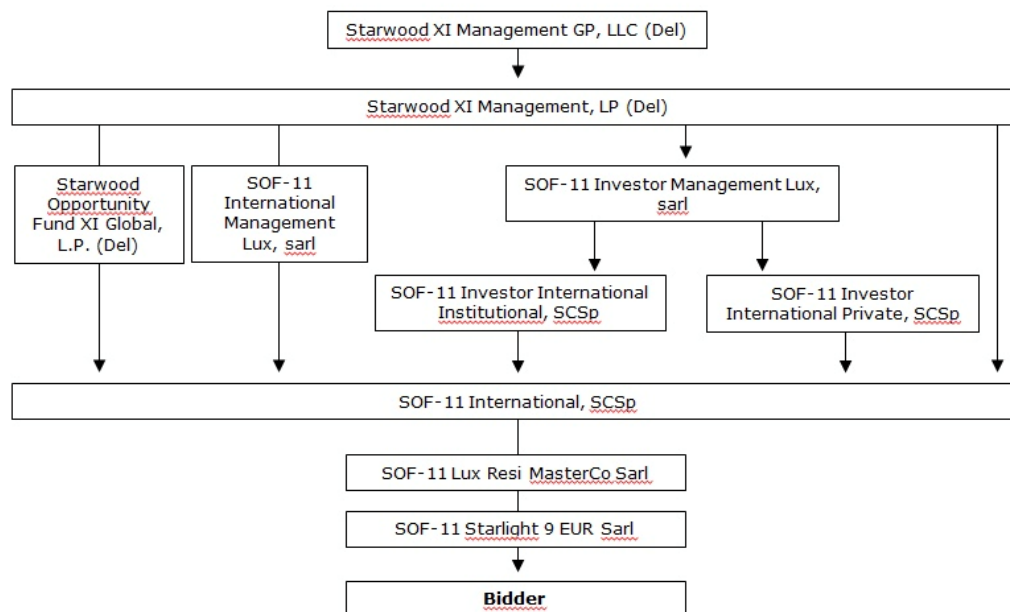 Starwood XI Management GP, LLC (Del)
Starwood XI Management, LP (Del)
Starwood
Opportunity
Fund XI Global,
L.P. (Del)
SOF-11
International
Management
Lux, sarl
SOF-11 Investor Management Lux,
sarl
SOF-11 Investor International
Institutional, SCSp
SOF-11 Investor
International Private, SCSp
SOF-11 International, SCSp
SOF-11 Lux Resi MasterCo Sarl
SOF-11 Starlight 9 EUR Sarl
Bidder